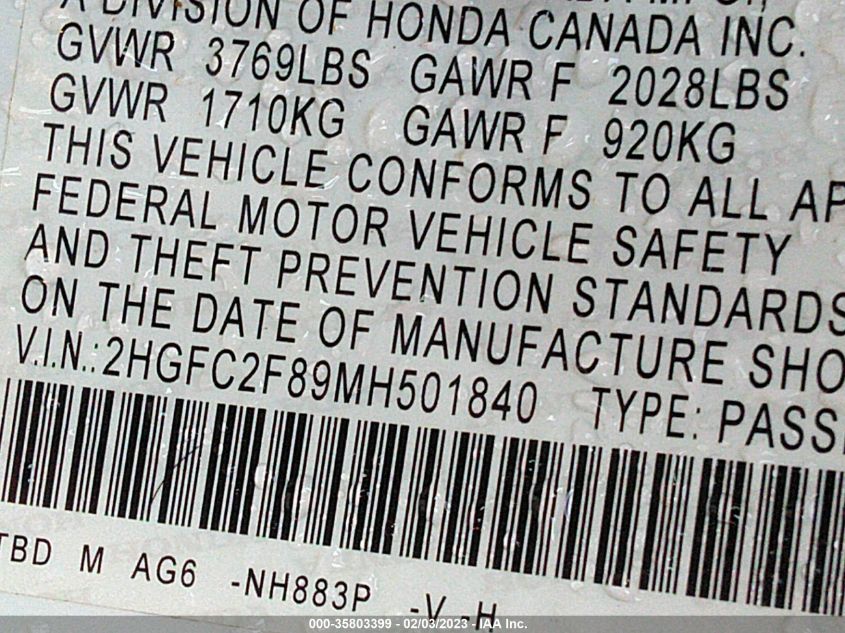 A DIVISION OF HONDA CANADA INC.
GVWR 3769LBS GAWR F 2028LBS
GVWR 1710KG GAWR F 920KG
THIS VEHICLE CONFORMS TO ALL AP
FEDERAL MOTOR VEHICLE SAFETY
AND THEFT PREVENTION STANDARDS
ON THE DATE OF MANUFACTURE SHO
V.I.N.:2HGFC2F89MH501840 TYPE: PASS
TBD M AG6 -NH883P -V -H
000-35803399 - 02/03/2023 - IAA Inc.